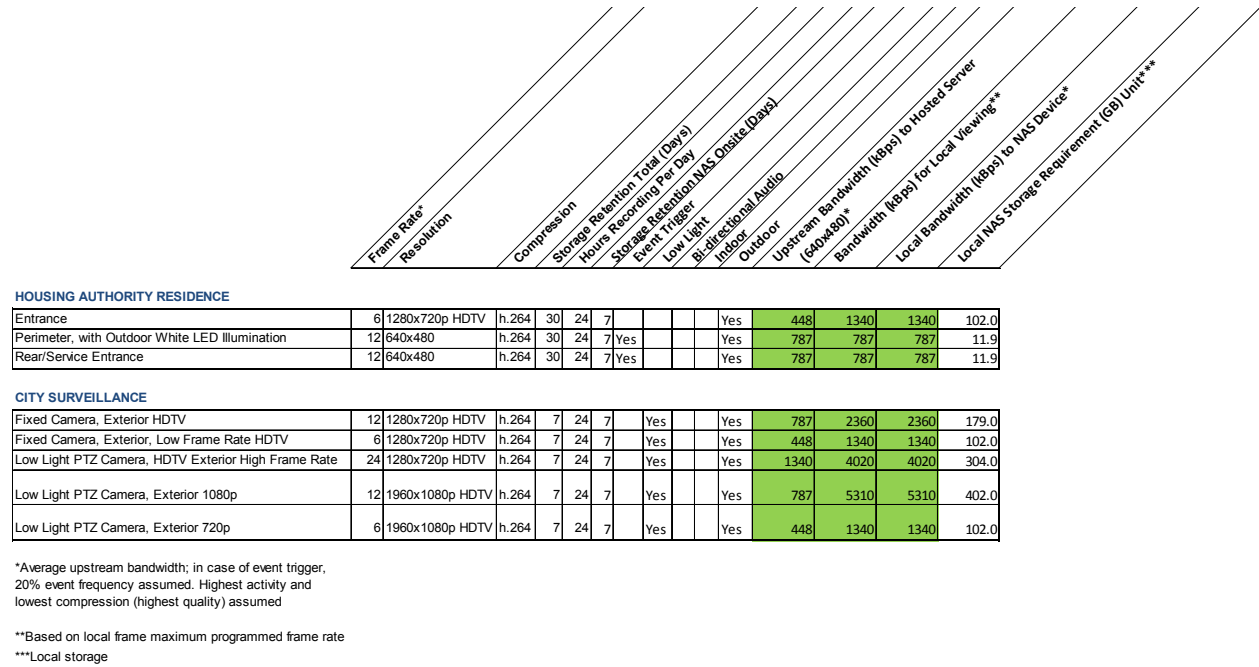 Frame Rate*
Resolution
Compression
Storage Retention Total (Days)
Hours Recording Per Day
Storage Retention NAS Onsite (Days)
Event Trigger
Low Light
Bi-directional Audio
Indoor
Outdoor
Upstream Bandwidth (kBps) to Hosted Server
(640x480)*
Bandwidth (kBps) for Local Viewing**
Local Bandwidth (kBps) to NAS Device*
Local NAS Storage Requirement (GB) Unit***
HOUSING AUTHORITY RESIDENCE
Entrance 6 1280x720p HDTV h.264 30 24 7 Yes 448 1340 1340 102.0
Perimeter, with Outdoor White LED Illumination 12 640x480 h.264 30 24 7 Yes Yes 787 787 787 11.9
Rear/Service Entrance 12 640x480 h.264 30 24 7 Yes Yes 787 787 787 11.9
CITY SURVEILLANCE
Fixed Camera, Exterior HDTV 12 1280x720p HDTV h.264 7 24 7 Yes Yes 787 2360 2360 179.0
Fixed Camera, Exterior, Low Frame Rate HDTV 6 1280x720p HDTV h.264 7 24 7 Yes Yes 448 1340 1340 102.0
Low Light PTZ Camera, HDTV Exterior High Frame Rate 24 1280x720p HDTV h.264 7 24 7 Yes Yes 1340 4020 4020 304.0
Low Light PTZ Camera, Exterior 1080p 12 1960x1080p HDTV h.264 7 24 7 Yes Yes 787 5310 5310 402.0
Low Light PTZ Camera, Exterior 720p 6 1960x1080p HDTV h.264 7 24 7 Yes Yes 448 1340 1340 102.0
*Average upstream bandwidth; in case of event trigger,
20% event frequency assumed. Highest activity and
lowest compression (highest quality) assumed
**Based on local frame maximum programmed frame rate
***Local storage